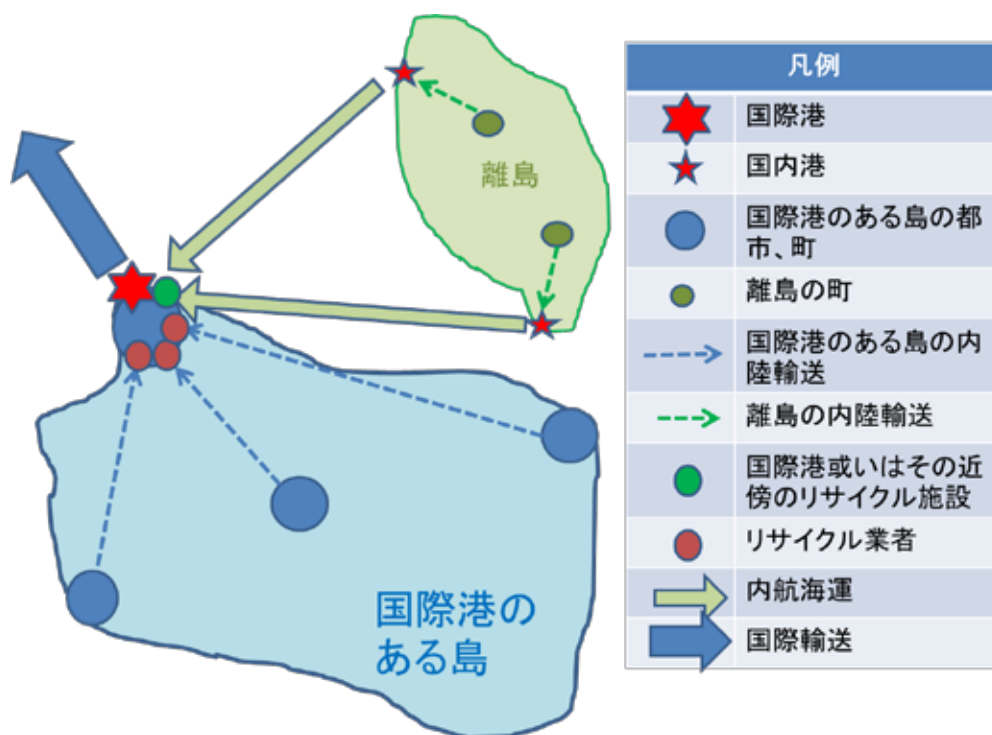 離島
国際港の
ある島
凡例
国際港
国内港
国際港のある島の都
市、町
離島の町
国際港のある島の内
陸輸送
離島の内陸輸送
国際港或いはその近
傍のリサイクル施設
リサイクル業者
内航海運
国際輸送